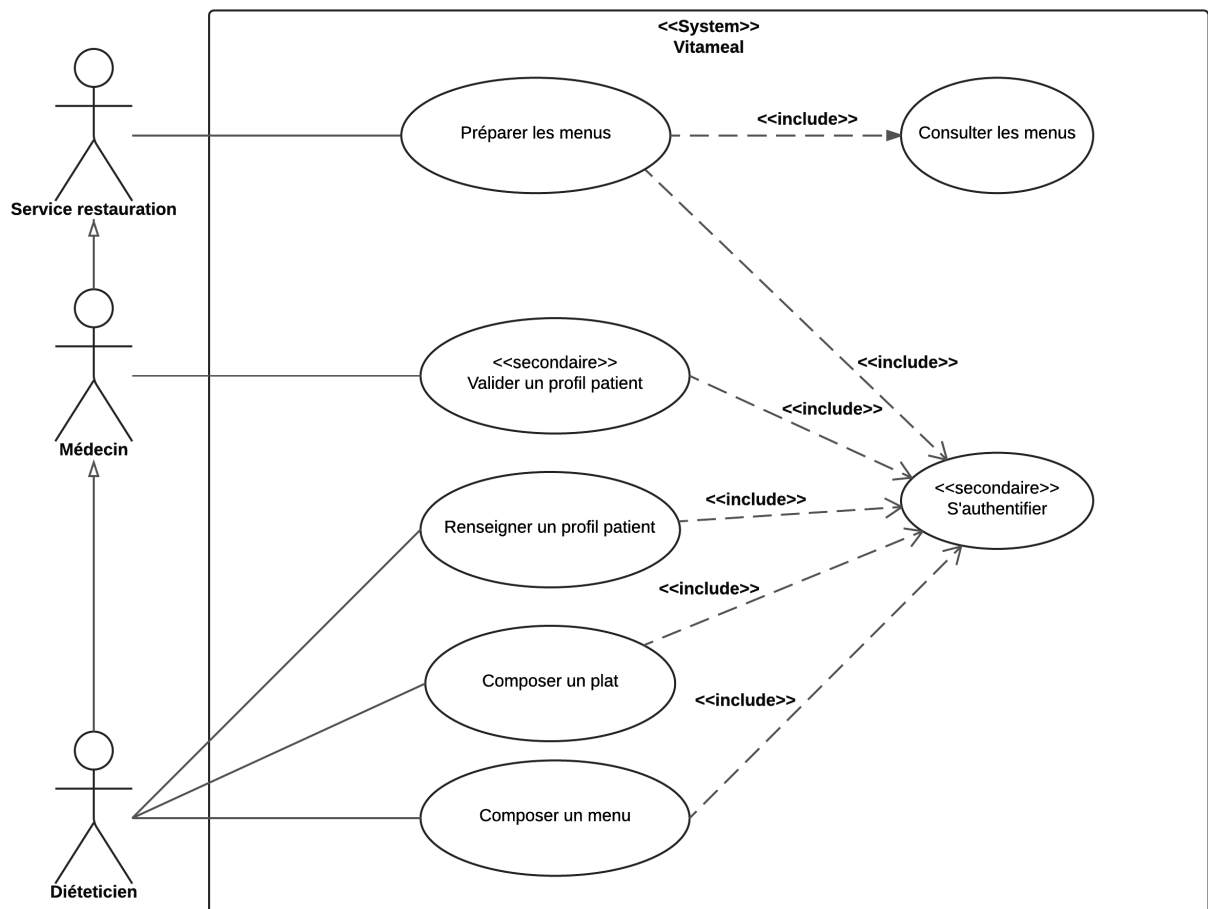 <<System>>
Vitameal
Préparer les menus
<<include>>
Consulter les menus
Service restauration
<<include>>
<<secondaire>>
Valider un profil patient
<<include>>
Médecin
<<secondaire>>
S'authentifier
<<include>>
Renseigner un profil patient
<<include>>
Composer un plat
<<include>>
Composer un menu
Diéteticien